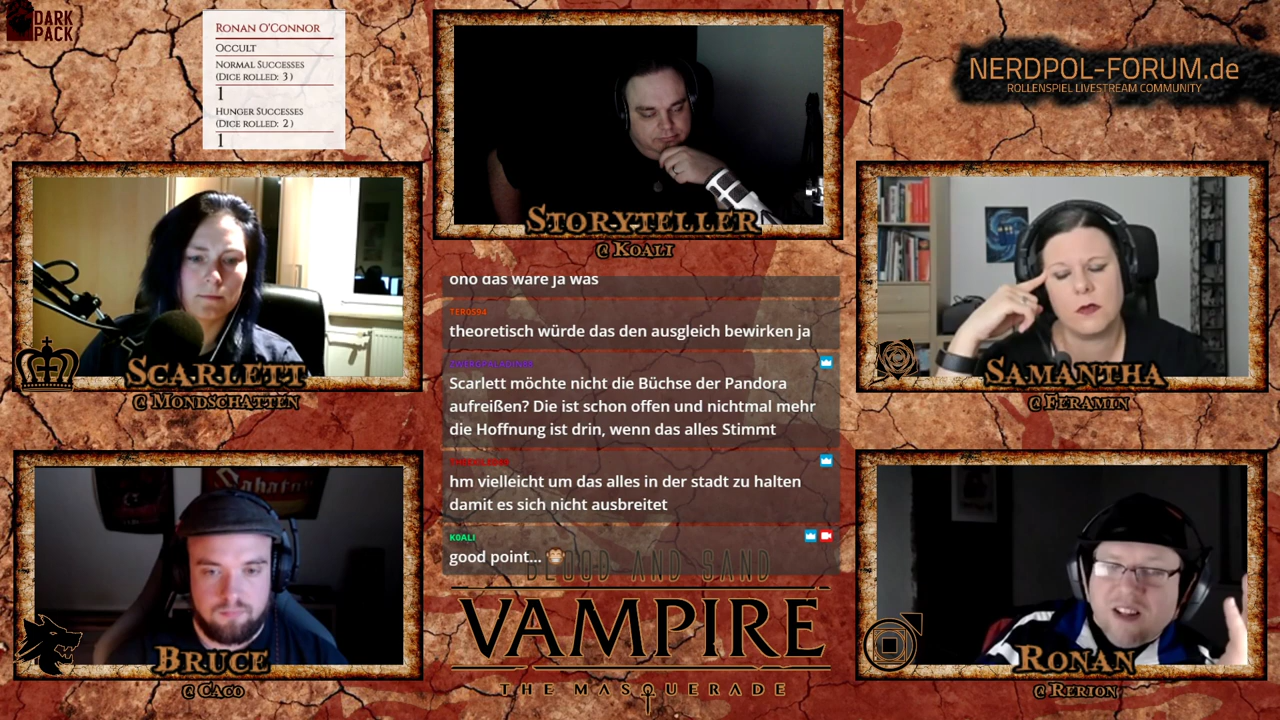 DARK
PACK
Ronan O'Connor
Occult
Normal Successes
(Dice rolled: 3)
1
Hunger Successes
(Dice rolled: 2)
1
NERDPOL-FORUM.de
ROLLENSPIEL LIVESTREAM COMMUNITY
Storyteller
@ Koali
Scarlett
@ Mondschatten
Samantha
@ Feramin
ono das wäre ja was
TEROS94
theoretisch würde das den ausgleich bewirken ja
Scarlett möchte nicht die Büchse der Pandora
aufreißen? Die ist schon offen und nichtmal mehr
die Hoffnung ist drin, wenn das alles Stimmt
hm vielleicht um das alles in der stadt zu halten
damit es sich nicht ausbreitet
KOALI
good point...
BLOOD AND SAND
VAMPIRE
THE MASQUERADE
Bruce
@ Caco
Ronan
@ Rerion